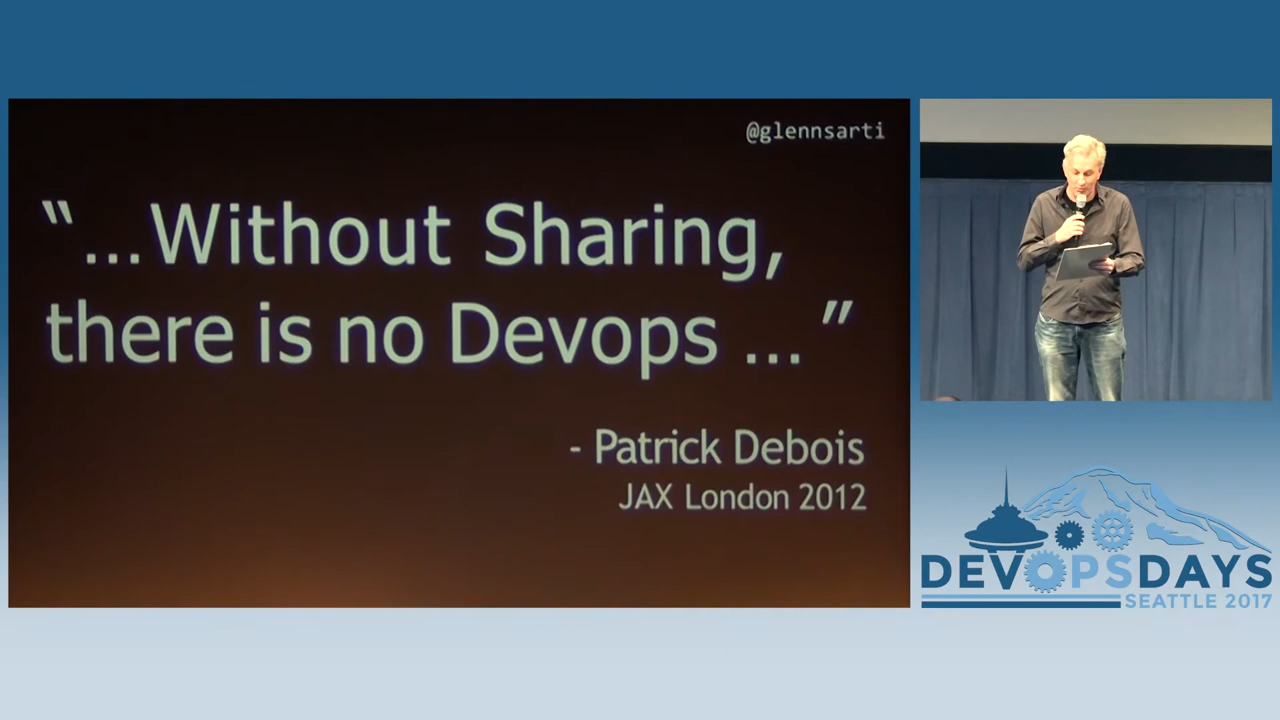 @glennsarti
“…Without Sharing,
there is no Devops …”
- Patrick Debois
JAX London 2012
DEVOPSDAYS
SEATTLE 2017